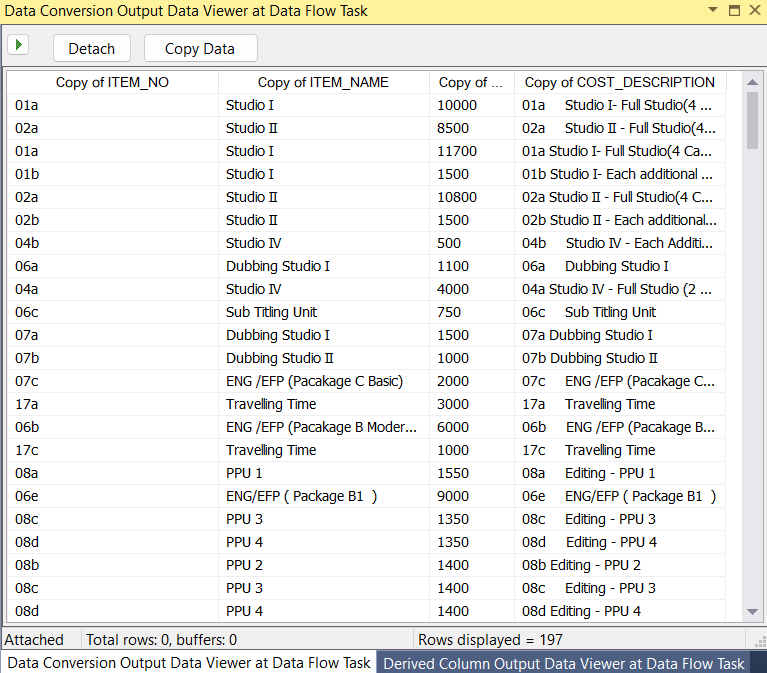 Data Conversion Output Data Viewer at Data Flow Task
Detach Copy Data
Copy of ITEM_NO Copy of ITEM_NAME Copy of ... Copy of COST_DESCRIPTION
01a Studio I 10000 01a Studio I- Full Studio(4 ...
02a Studio II 8500 02a Studio II - Full Studio(4...
01a Studio I 11700 01a Studio I- Full Studio(4 Ca...
01b Studio I 1500 01b Studio I- Each additional ...
02a Studio II 10800 02a Studio II - Full Studio(4 C...
02b Studio II 1500 02b Studio II - Each additional...
04b Studio IV 500 04b Studio IV - Each Additi...
06a Dubbing Studio I 1100 06a Dubbing Studio I
04a Studio IV 4000 04a Studio IV - Full Studio (2 ...
06c Sub Titling Unit 750 06c Sub Titling Unit
07a Dubbing Studio I 1500 07a Dubbing Studio I
07b Dubbing Studio II 1000 07b Dubbing Studio II
07c ENG /EFP (Pacakage C Basic) 2000 07c ENG /EFP (Pacakage C...
17a Travelling Time 3000 17a Travelling Time
06b ENG /EFP (Pacakage B Moder... 6000 06b ENG /EFP (Pacakage B...
17c Travelling Time 1000 17c Travelling Time
08a PPU 1 1550 08a Editing - PPU 1
06e ENG/EFP ( Package B1 ) 9000 06e ENG/EFP ( Package B1 )
08c PPU 3 1350 08c Editing - PPU 3
08d PPU 4 1350 08d Editing - PPU 4
08b PPU 2 1400 08b Editing - PPU 2
08c PPU 3 1400 08c Editing - PPU 3
08d PPU 4 1400 08d Editing - PPU 4
Attached Total rows: 0, buffers: 0 Rows displayed = 197
Data Conversion Output Data Viewer at Data Flow Task Derived Column Output Data Viewer at Data Flow Task